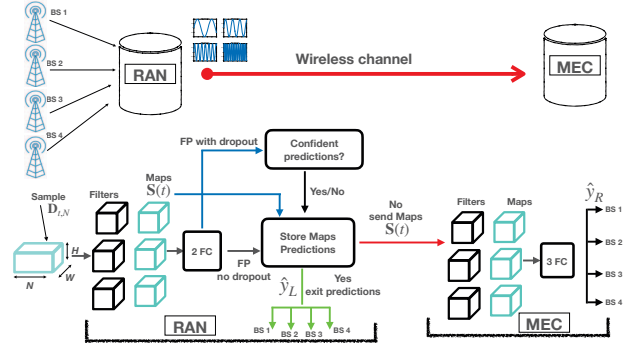 BS 1
BS 2
BS 3
BS 4
RAN
Wireless channel
MEC
FP with dropout
Confident
predictions?
Sample
D_{t,N}
Filters
Maps
S(t)
Yes/No
H
W
N
2 FC
FP
no dropout
Store Maps
Predictions
No
send Maps
S(t)
ŷ_L
Yes
exit predictions
BS 1
BS 2
BS 3
BS 4
RAN
Filters
Maps
3 FC
ŷ_R
BS 1
BS 2
BS 3
BS 4
MEC